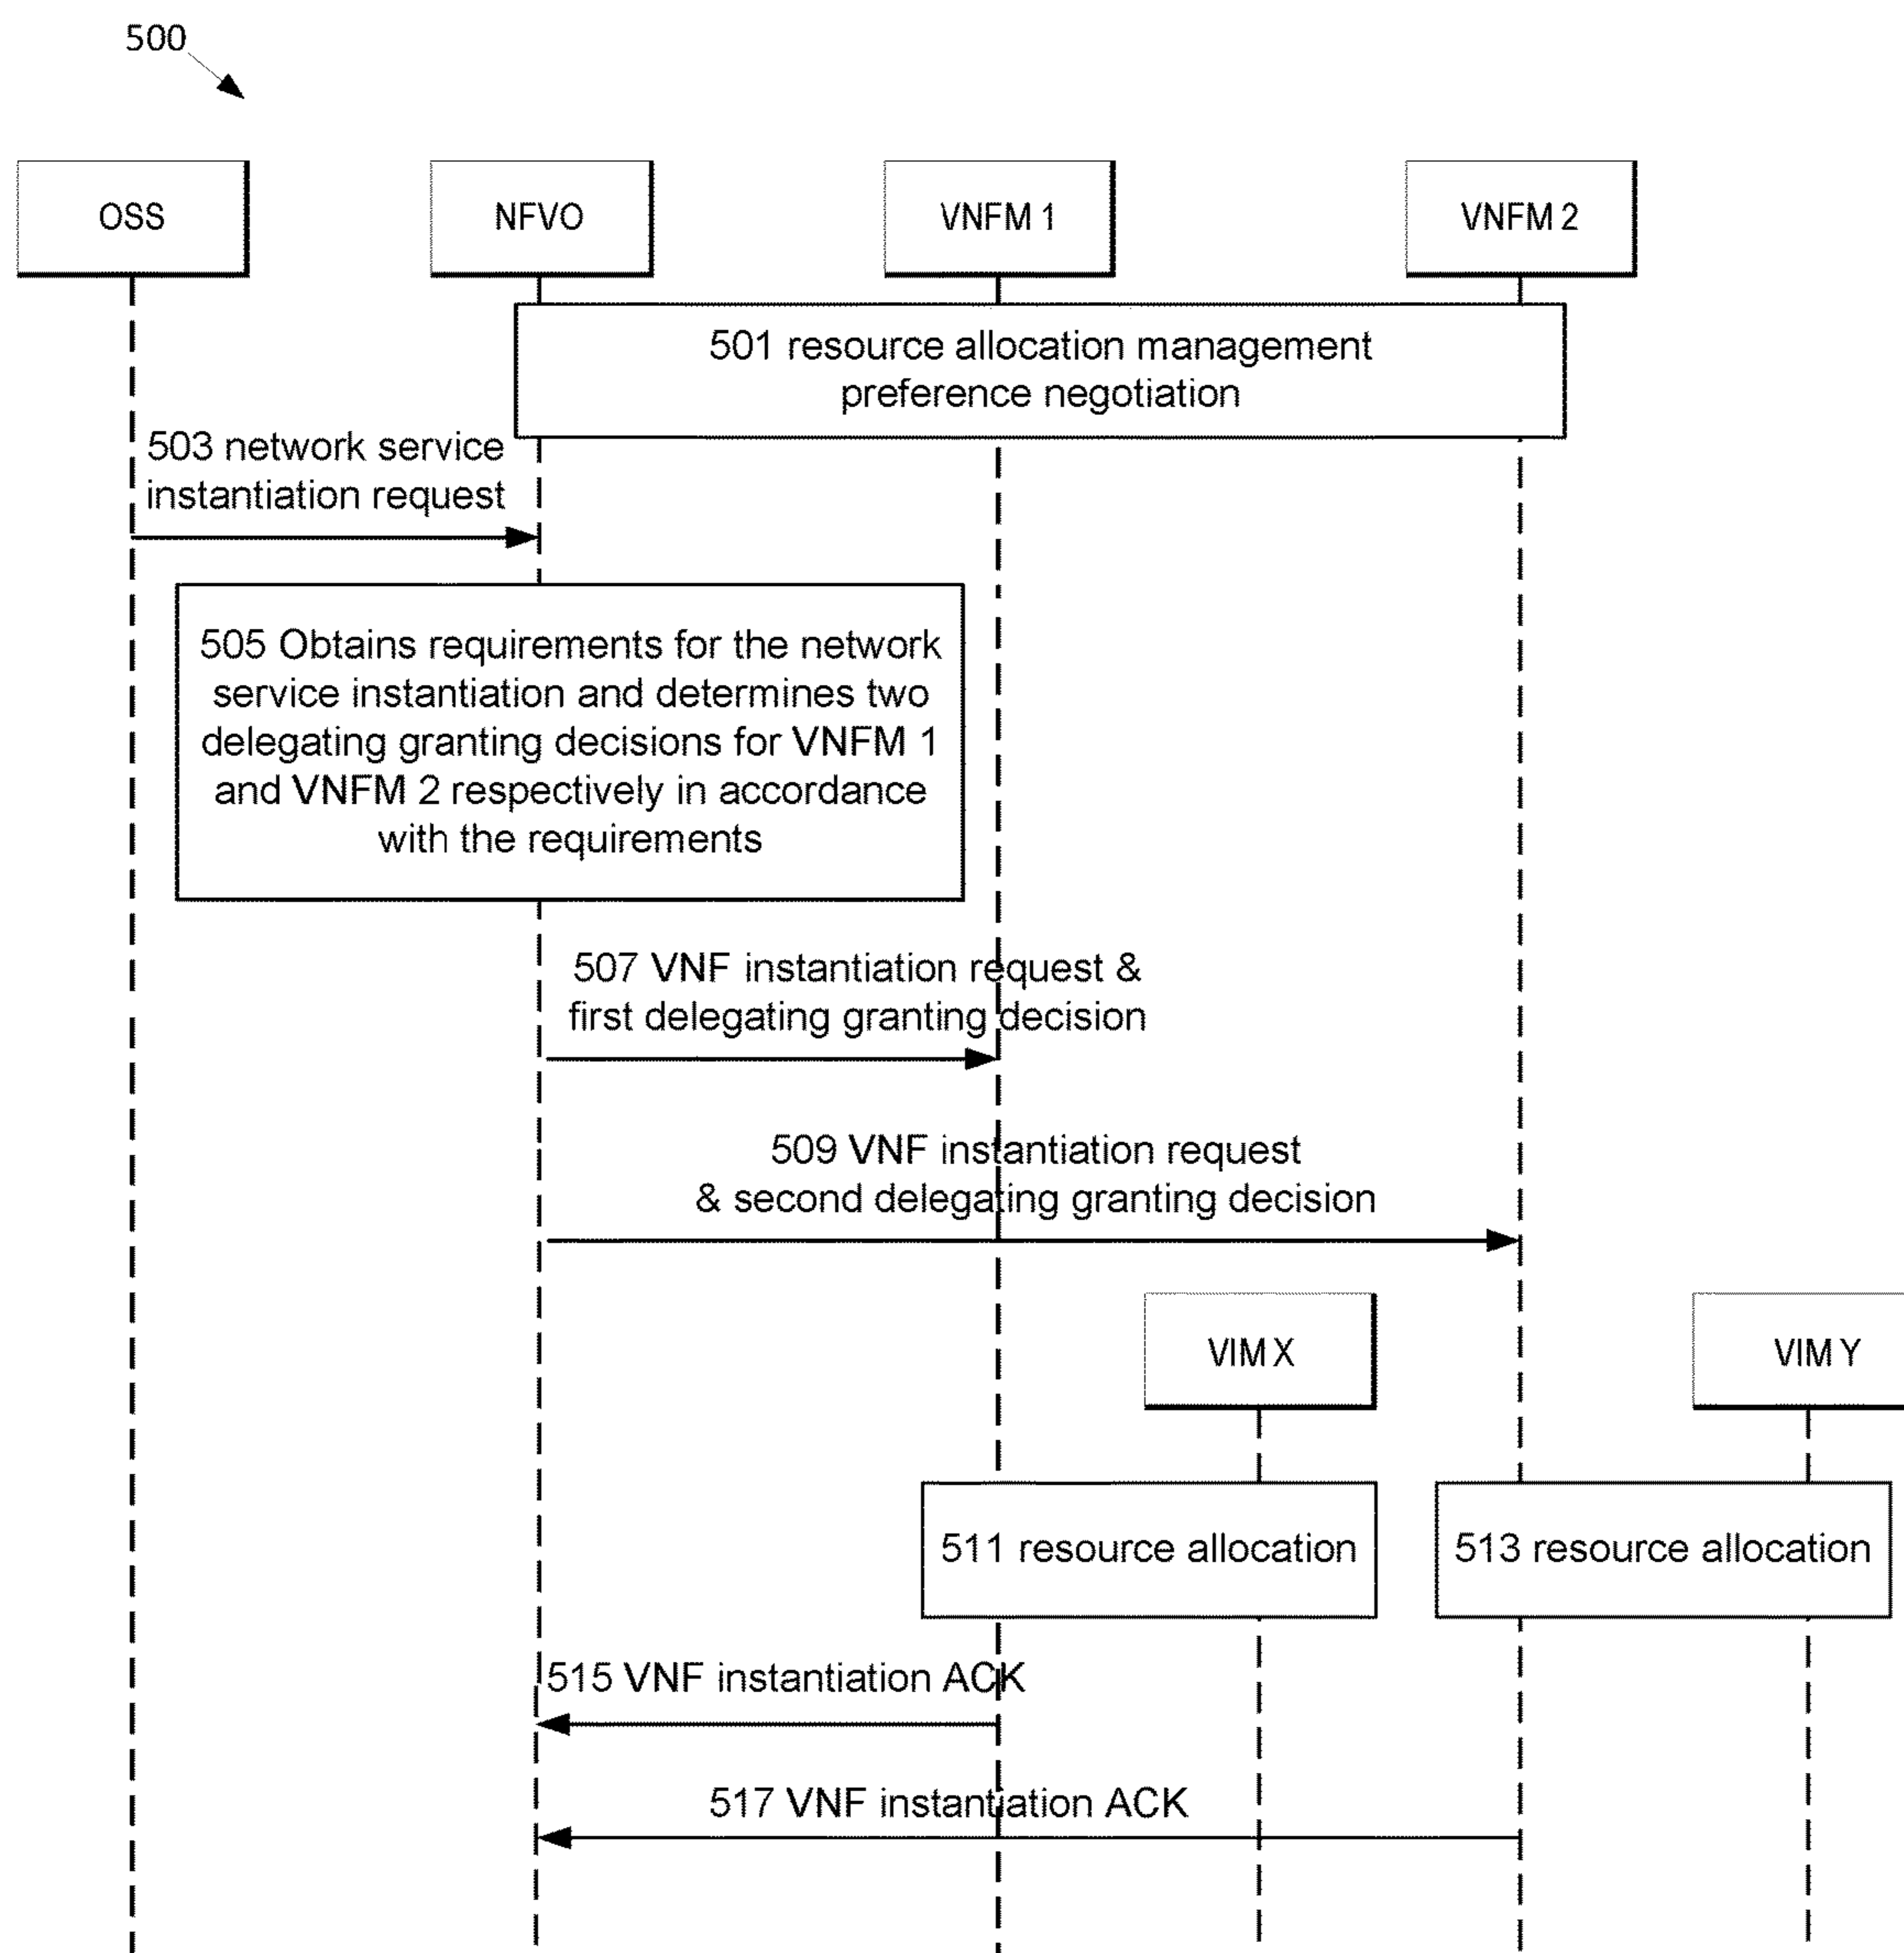 500
OSS
NFVO
VNFM 1
VNFM 2
501 resource allocation management
preference negotiation
503 network service
instantiation request
505 Obtains requirements for the network
service instantiation and determines two
delegating granting decisions for VNFM 1
and VNFM 2 respectively in accordance
with the requirements
507 VNF instantiation request &
first delegating granting decision
509 VNF instantiation request
& second delegating granting decision
VIM X
VIM Y
511 resource allocation
513 resource allocation
515 VNF instantiation ACK
517 VNF instantiation ACK